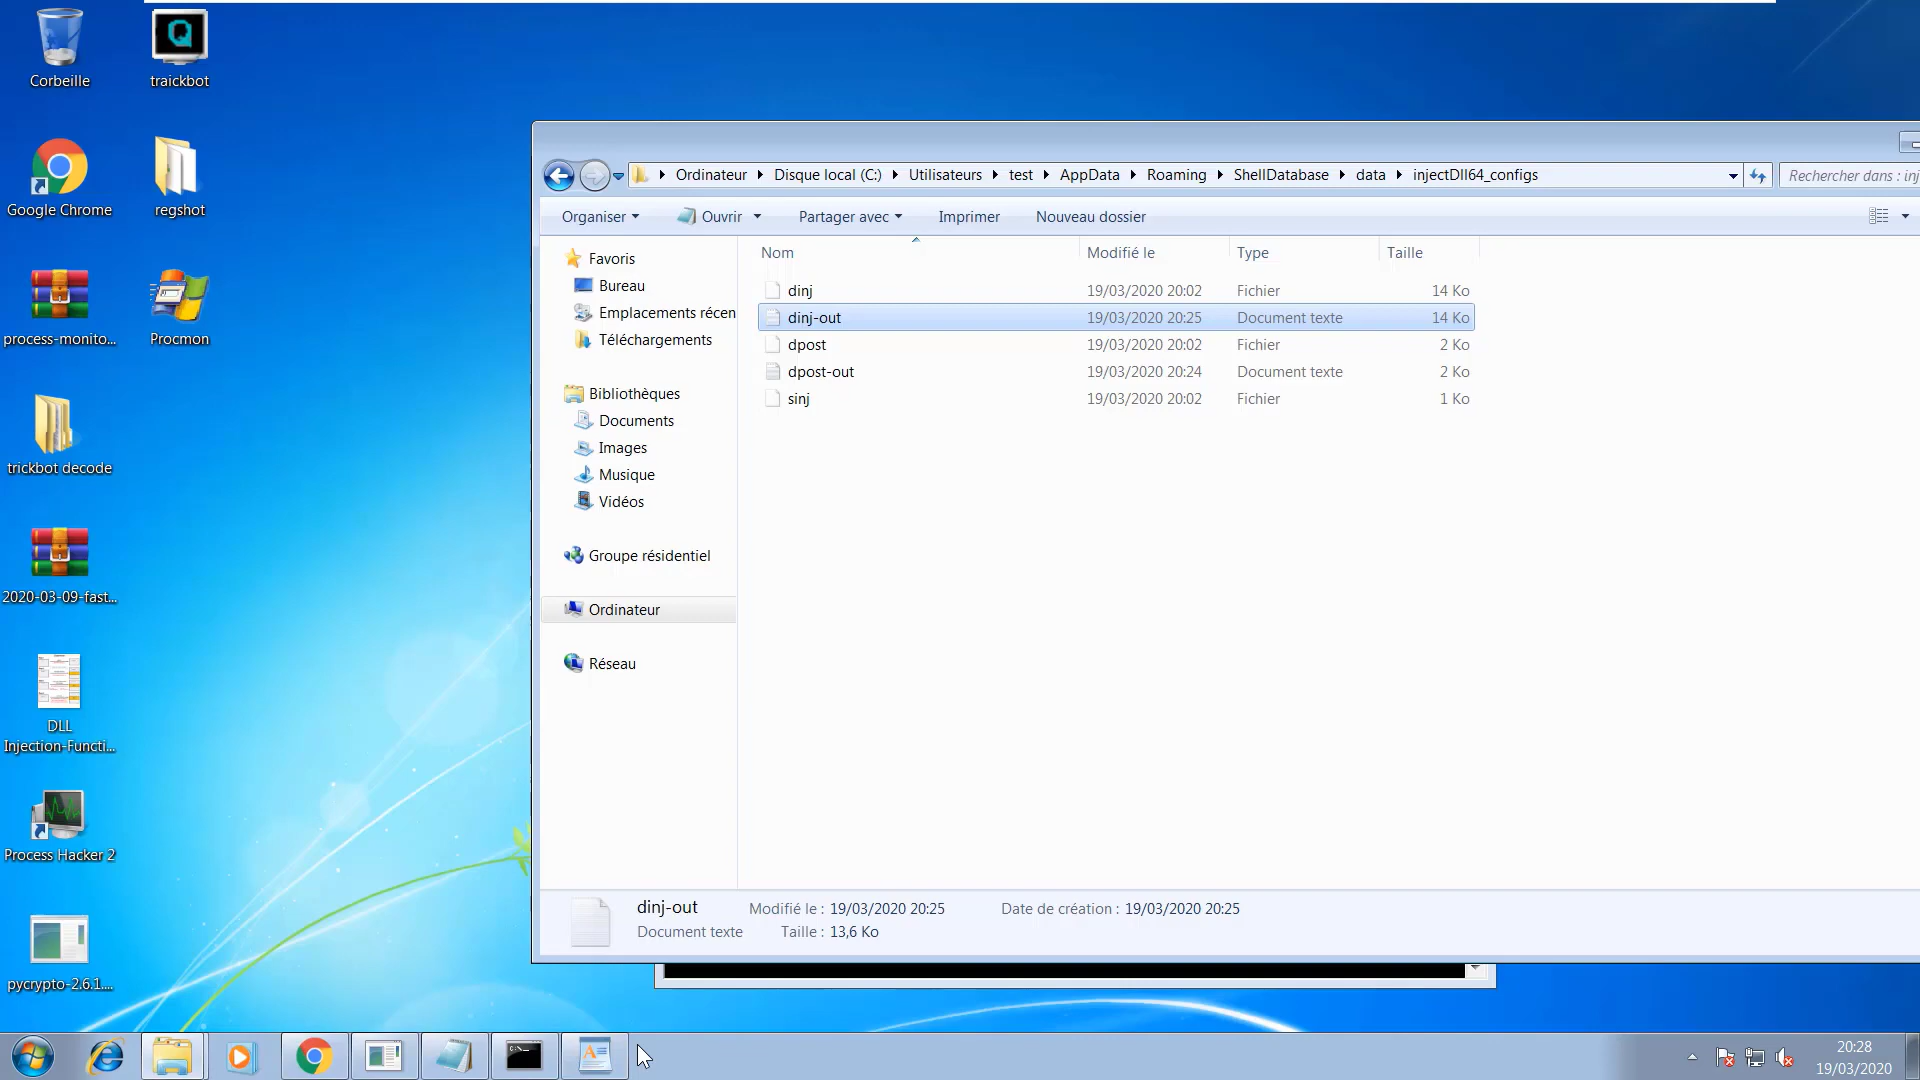 Corbeille
traickbot
Google Chrome
regshot
process-monito...
Procmon
trickbot decode
2020-03-09-fast...
DLL
Injection-Functi...
Process Hacker 2
pycrypto-2.6.1....
Ordinateur
Disque local (C:)
Utilisateurs
test
AppData
Roaming
ShellDatabase
data
injectDll64_configs
Rechercher dans : inj
Organiser
Ouvrir
Partager avec
Imprimer
Nouveau dossier
Favoris
Bureau
Emplacements récen
Téléchargements
Bibliothèques
Documents
Images
Musique
Vidéos
Groupe résidentiel
Ordinateur
Réseau
Nom Modifié le Type Taille
dinj 19/03/2020 20:02 Fichier 14 Ko
dinj-out 19/03/2020 20:25 Document texte 14 Ko
dpost 19/03/2020 20:02 Fichier 2 Ko
dpost-out 19/03/2020 20:24 Document texte 2 Ko
sinj 19/03/2020 20:02 Fichier 1 Ko
dinj-out Modifié le : 19/03/2020 20:25 Date de création : 19/03/2020 20:25
Document texte Taille : 13,6 Ko
20:28
19/03/2020